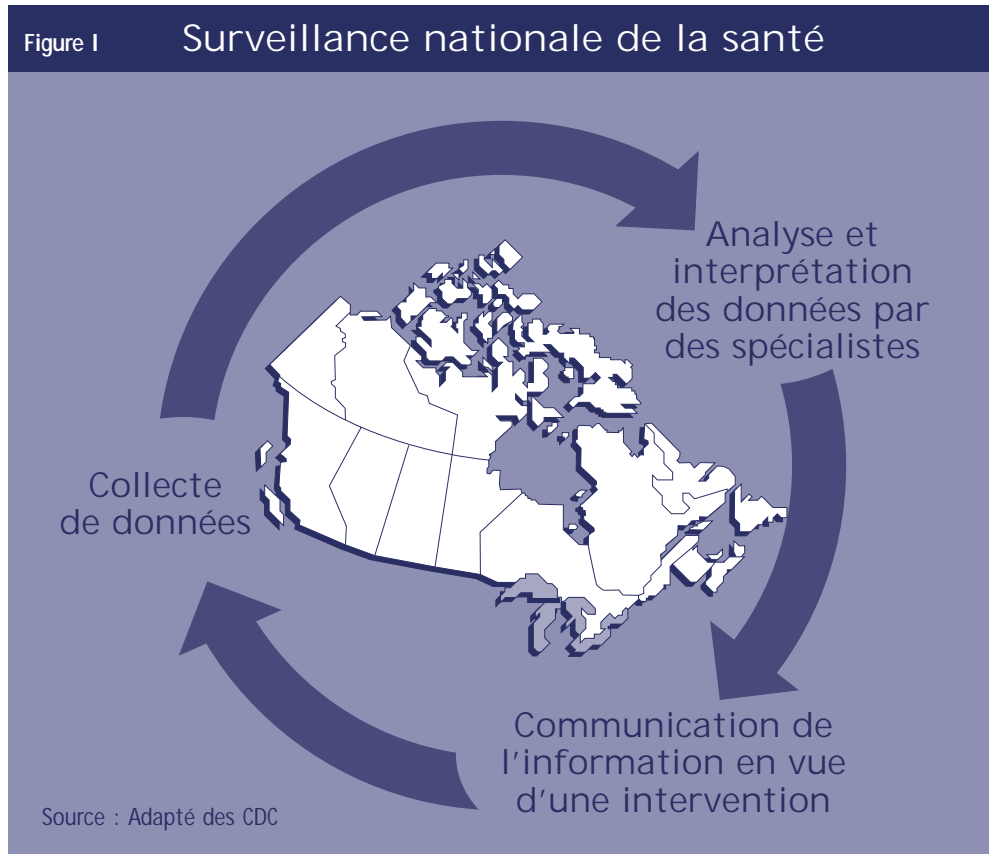 Figure I
Surveillance nationale de la santé
Analyse et
interprétation
des données par
des spécialistes
Collecte
de données
Communication de
l'information en vue
d'une intervention
Source : Adapté des CDC